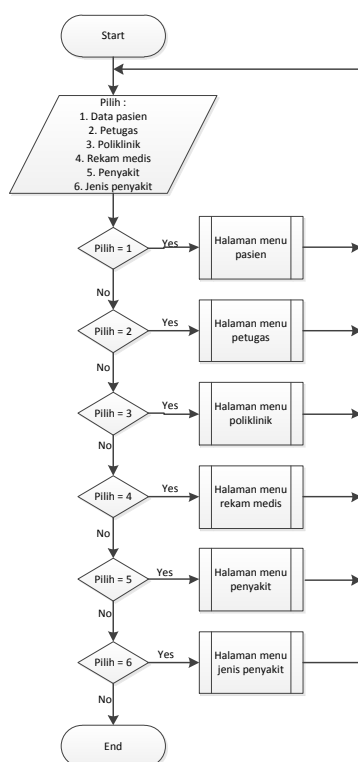 Start
Pilih :
1. Data pasien
2. Petugas
3. Poliklinik
4. Rekam medis
5. Penyakit
6. Jenis penyakit
Pilih = 1
Yes
Halaman menu
pasien
No
Pilih = 2
Yes
Halaman menu
petugas
No
Pilih = 3
Yes
Halaman menu
poliklinik
No
Pilih = 4
Yes
Halaman menu
rekam medis
No
Pilih = 5
Yes
Halaman menu
penyakit
No
Pilih = 6
Yes
Halaman menu
jenis penyakit
No
End